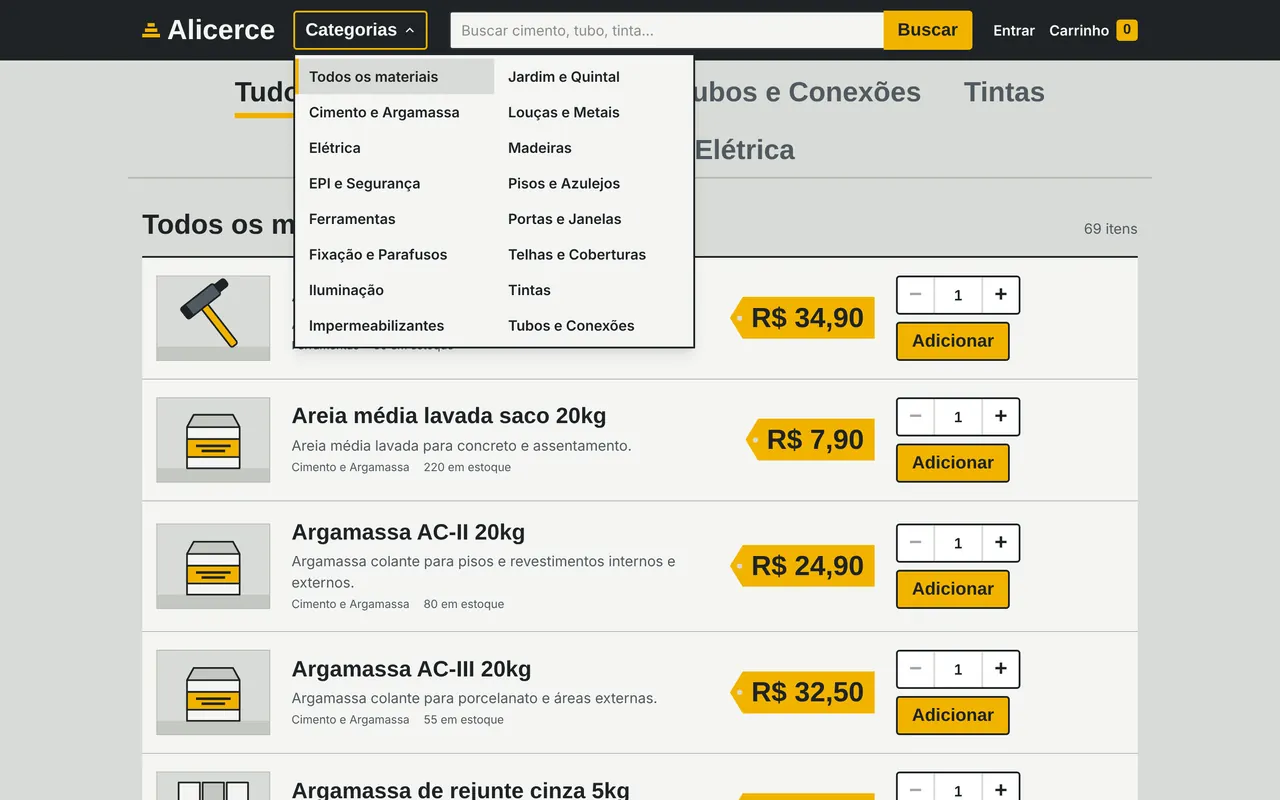 Alicerce
Categorias
Buscar cimento, tubo, tinta...
Buscar
Entrar
Carrinho
0
Todos os materiais
Cimento e Argamassa
Elétrica
EPI e Segurança
Ferramentas
Fixação e Parafusos
Iluminação
Impermeabilizantes
Jardim e Quintal
Louças e Metais
Madeiras
Pisos e Azulejos
Portas e Janelas
Telhas e Coberturas
Tintas
Tubos e Conexões
Tudo
ubos e Conexões
Tintas
Elétrica
Todos os m
69 itens
R$ 34,90
− 1 +
Adicionar
Areia média lavada saco 20kg
Areia média lavada para concreto e assentamento.
Cimento e Argamassa 220 em estoque
R$ 7,90
− 1 +
Adicionar
Argamassa AC-II 20kg
Argamassa colante para pisos e revestimentos internos e
externos.
Cimento e Argamassa 80 em estoque
R$ 24,90
− 1 +
Adicionar
Argamassa AC-III 20kg
Argamassa colante para porcelanato e áreas externas.
Cimento e Argamassa 55 em estoque
R$ 32,50
− 1 +
Adicionar
Argamassa de rejunte cinza 5kg
− 1 +